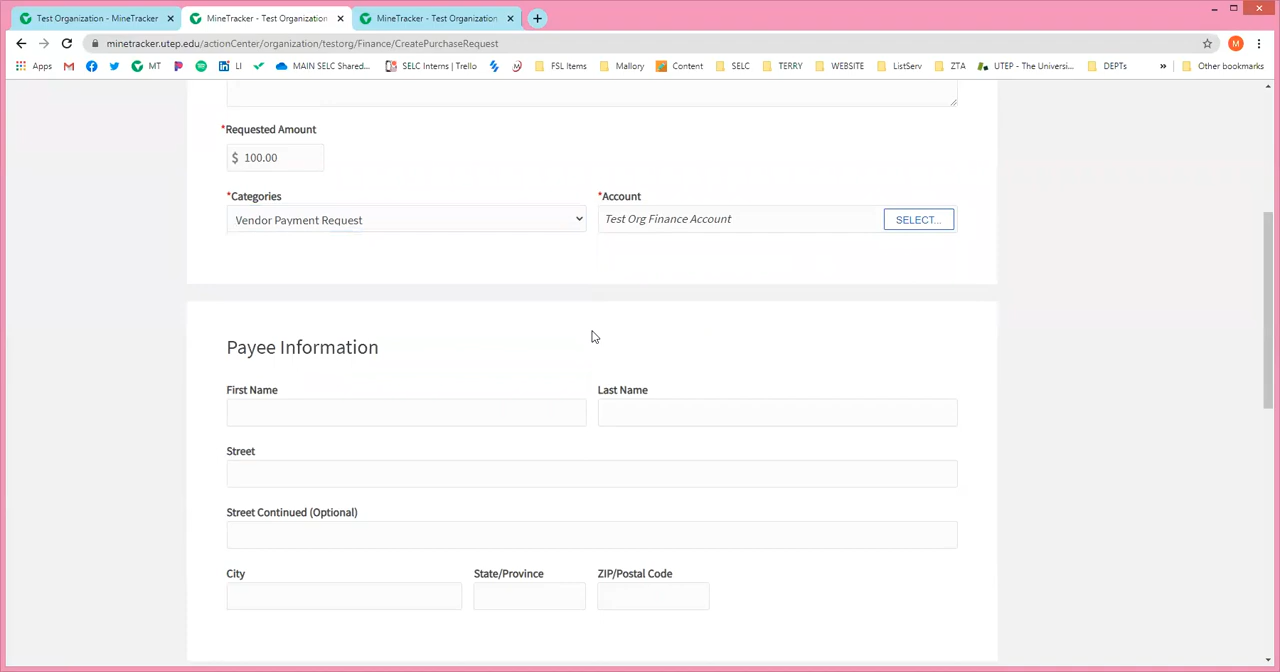 Test Organization - MineTracker
MineTracker - Test Organization
MineTracker - Test Organization
minetracker.utep.edu/actionCenter/organization/testorg/Finance/CreatePurchaseRequest
M
Apps MT LI MAIN SELC Shared... SELC Interns | Trello FSL Items Mallory Content SELC TERRY WEBSITE ListServ ZTA UTEP - The Universi... DEPTs » Other bookmarks
*Requested Amount
$ 100.00
*Categories *Account
Vendor Payment Request Test Org Finance Account SELECT...
Payee Information
First Name Last Name
Street
Street Continued (Optional)
City State/Province ZIP/Postal Code